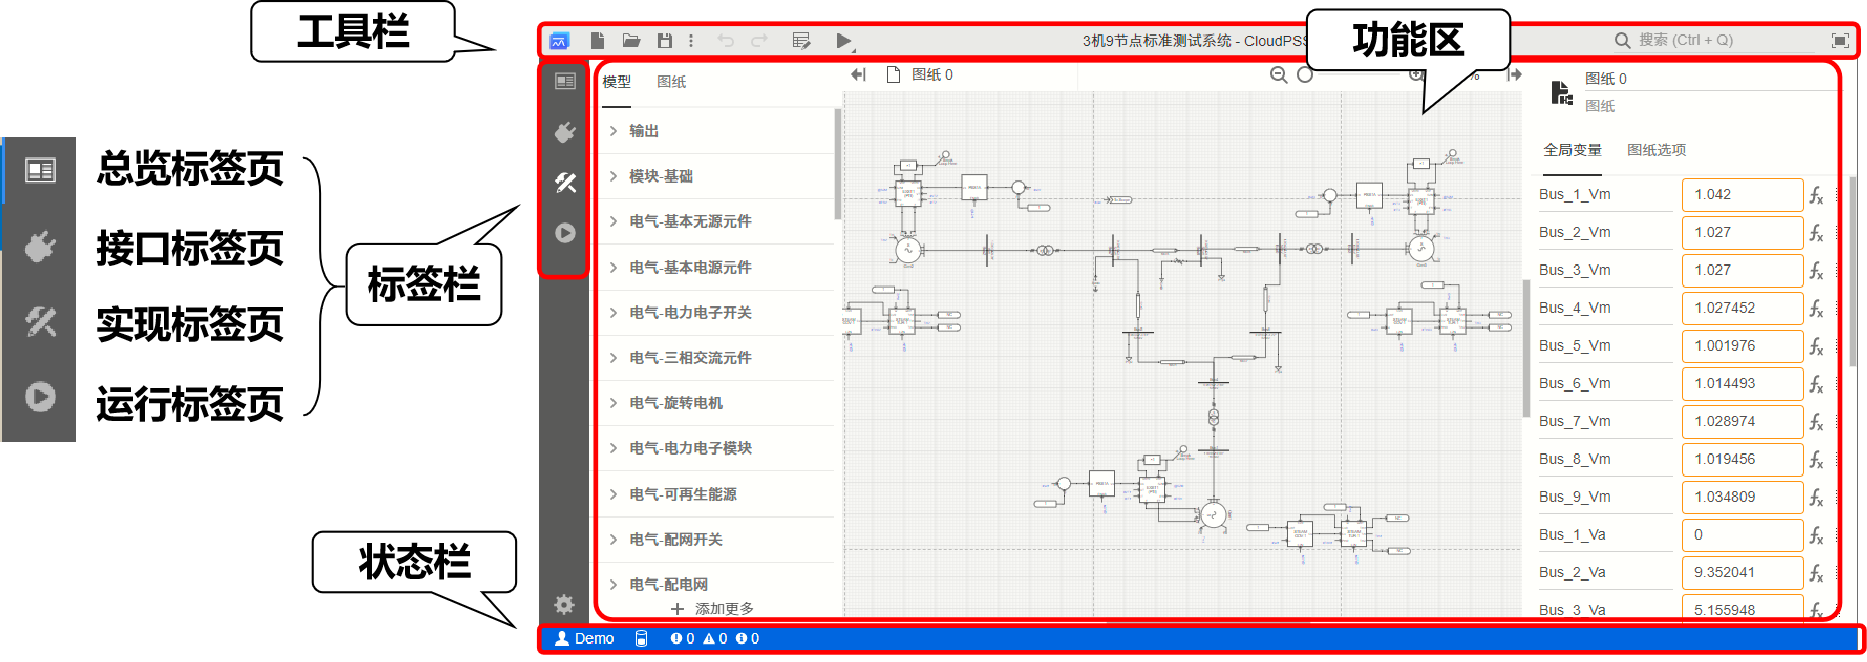 工具栏
3机9节点标准测试系统 - CloudPSS
功能区
搜索 (Ctrl + Q)
总览标签页
接口标签页
实现标签页
运行标签页
标签栏
状态栏
模型
图纸
输出
模块-基础
电气-基本无源元件
电气-基本电源元件
电气-电力电子开关
电气-三相交流元件
电气-旋转电机
电气-电力电子模块
电气-可再生能源
电气-配网开关
电气-配电网
添加更多
图纸 0
%
图纸 0
图纸
全局变量
图纸选项
Bus_1_Vm 1.042
Bus_2_Vm 1.027
Bus_3_Vm 1.027
Bus_4_Vm 1.027452
Bus_5_Vm 1.001976
Bus_6_Vm 1.014493
Bus_7_Vm 1.028974
Bus_8_Vm 1.019456
Bus_9_Vm 1.034809
Bus_1_Va 0
Bus_2_Va 9.352041
Bus_3_Va 5.155948
Demo 0 0 0